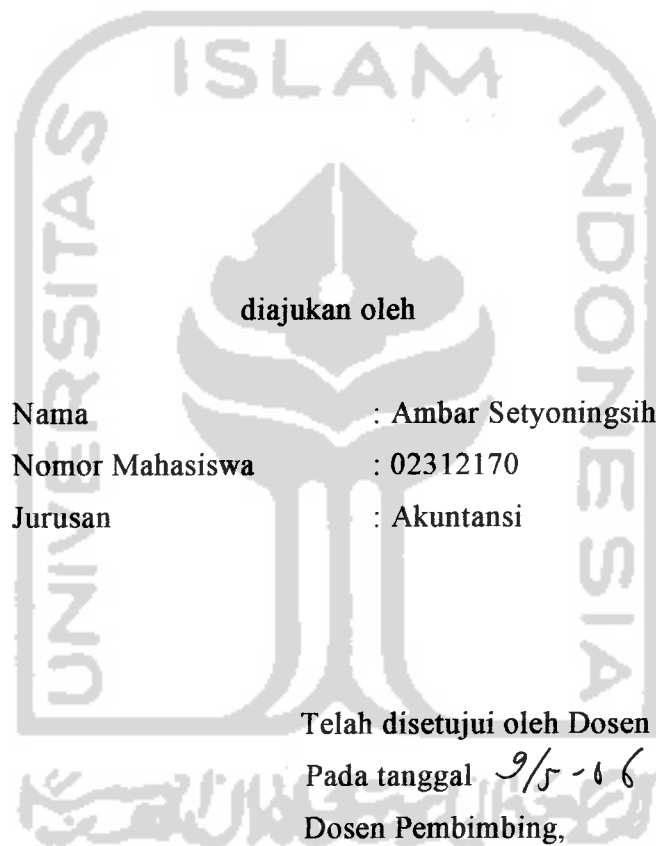 UNIVERSITAS ISLAM INDONESIA
diajukan oleh
Nama : Ambar Setyoningsih
Nomor Mahasiswa : 02312170
Jurusan : Akuntansi
Telah disetujui oleh Dosen
Pada tanggal 9/5-06
Dosen Pembimbing,